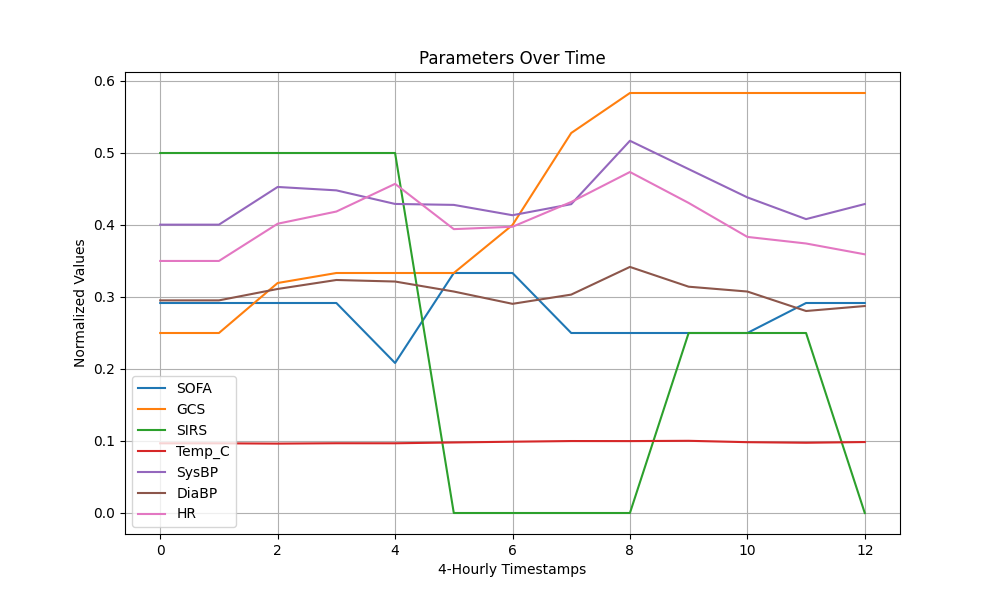 Parameters Over Time
Normalized Values
0.6
0.5
0.4
0.3
0.2
0.1
0.0
SOFA
GCS
SIRS
Temp_C
SysBP
DiaBP
HR
0 2 4 6 8 10 12
4-Hourly Timestamps